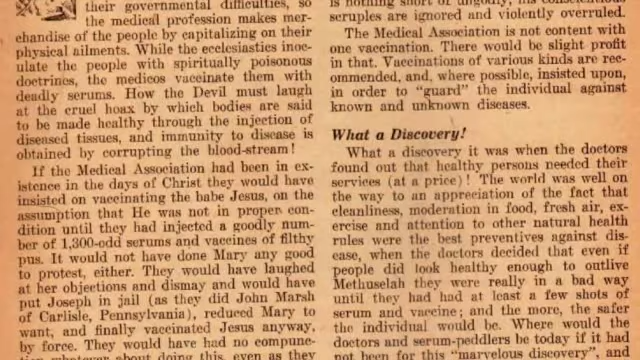 their governmental difficulties, so
the medical profession makes mer-
chandise of the people by capitalizing on their
physical ailments. While the ecclesiastics inoc-
ulate the people with spiritually poisonous
doctrines, the medicos vaccinate them with
deadly serums. How the Devil must laugh
at the cruel hoax by which bodies are said
to be made healthy through the injection of
diseased tissues, and immunity to disease is
obtained by corrupting the blood-stream!
If the Medical Association had been in ex-
istence in the days of Christ they would have
insisted on vaccinating the babe Jesus, on the
assumption that He was not in proper con-
dition until they had injected a goodly num-
ber of 1,300-odd serums and vaccines of filthy
pus. It would not have done Mary any good
to protest, either. They would have laughed
at her objections and dismay and would have
put Joseph in jail (as they did John Marsh
of Carlisle, Pennsylvania), reduced Mary to
want, and finally vaccinated Jesus anyway,
by force. They would have had no compunc-
tion whatever about doing this, even as they
is nothing short of ungodly, his conscientious
scruples are ignored and violently overruled.
The Medical Association is not content with
one vaccination. There would be slight profit
in that. Vaccinations of various kinds are rec-
ommended, and, where possible, insisted upon,
in order to "guard" the individual against
known and unknown diseases.
What a Discovery!
What a discovery it was when the doctors
found out that healthy persons needed their
services (at a price)! The world was well on
the way to an appreciation of the fact that
cleanliness, moderation in food, fresh air, ex-
ercise and attention to other natural health
rules were the best preventives against dis-
ease, when the doctors decided that even if
people did look healthy enough to outlive
Methuselah they were really in a bad way
until they had had at least a few shots of
serum and vaccine; and the more, the safer
the individual would be. Where would the
doctors and serum-peddlers be today if it had
not been for this "marvelous discovery" and